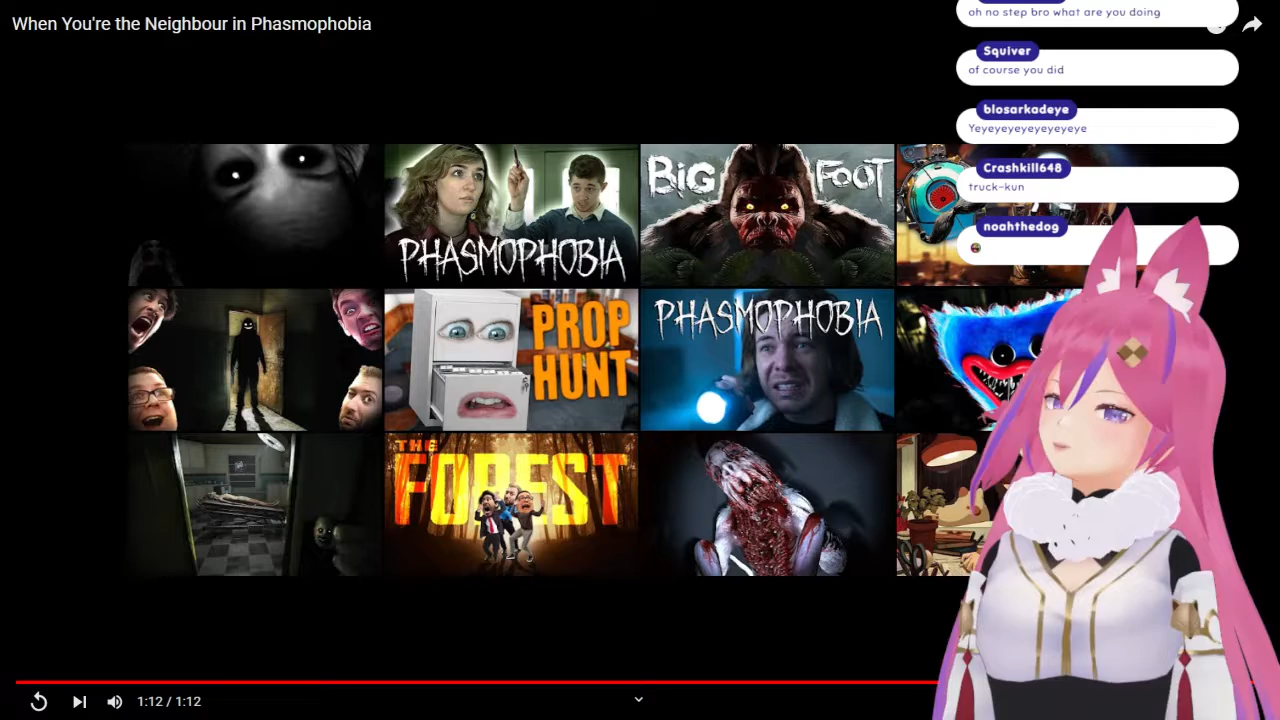 When You're the Neighbour in Phasmophobia
oh no step bro what are you doing
Squiver
of course you did
blosarkadeye
Yeyeyeyeyeyeyeyeye
Crashkill648
truck-kun
noahthedog
PHASMOPHOBIA
BIG FOOT
PROP
HUNT
PHASMOPHOBIA
THE
FOREST
1:12 / 1:12